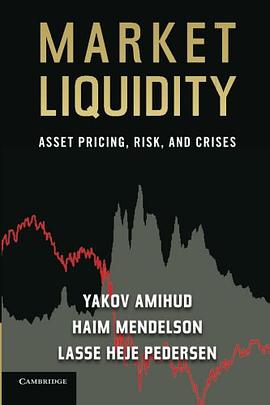 MARKET
LIQUIDITY
ASSET PRICING, RISK, AND CRISES
YAKOV AMIHUD
HAIM MENDELSON
LASSE HEJE PEDERSEN
CAMBRIDGE